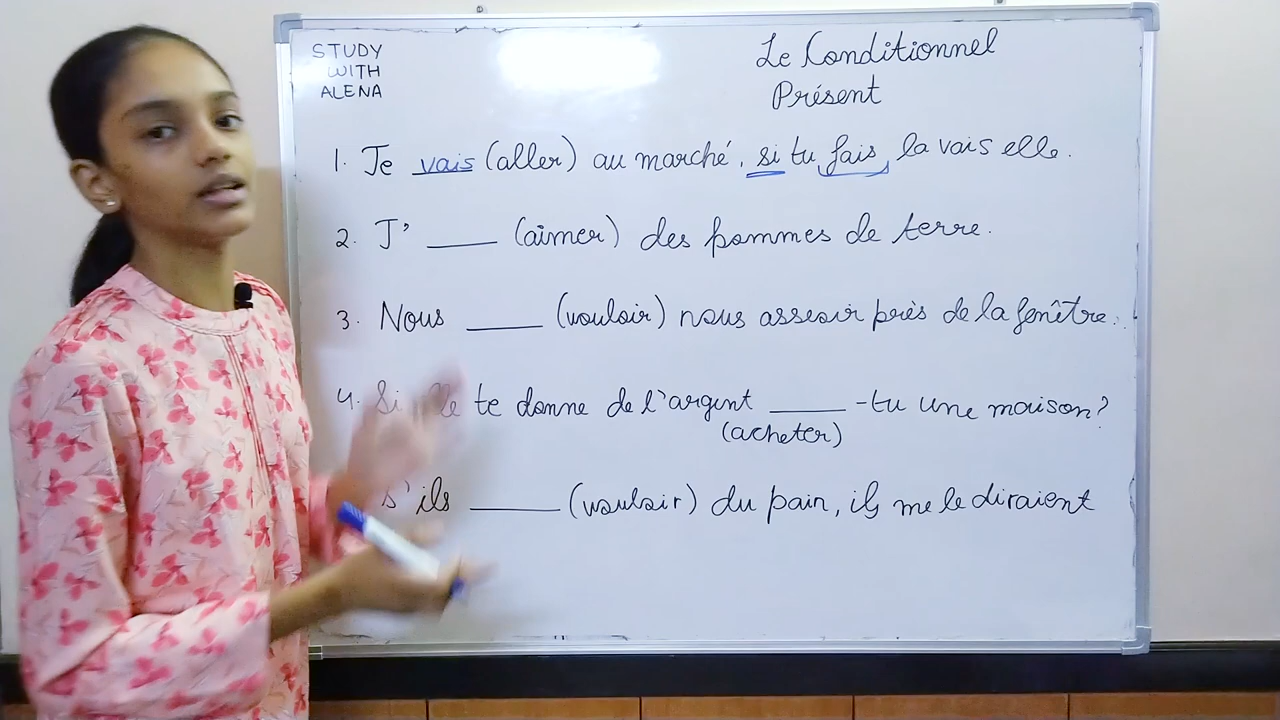 STUDY
WITH
ALENA
Le Conditionnel
Présent
1. Je vais (aller) au marché, si tu fais, la vaiselle.
2. J' ____ (aimer) des pommes de terre.
3. Nous ____ (vouloir) nous asseoir près de la fenêtre.
4. Si te donne de l'argent ____ -tu une maison?
(acheter)
s'ils ____ (vouloir) du pain, ils me le diraient